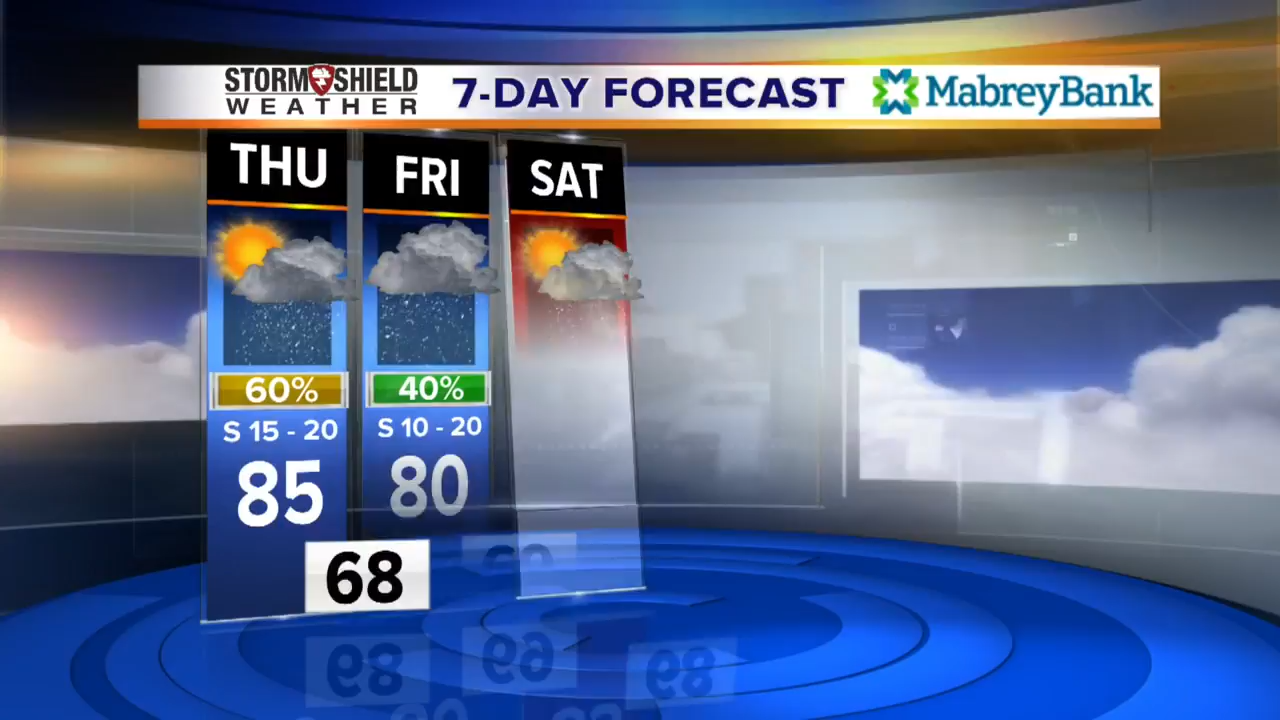 STORM SHIELD
WEATHER
7-DAY FORECAST
MabreyBank
THU
FRI
SAT
60%
40%
S 15 - 20
S 10 - 20
85
80
68